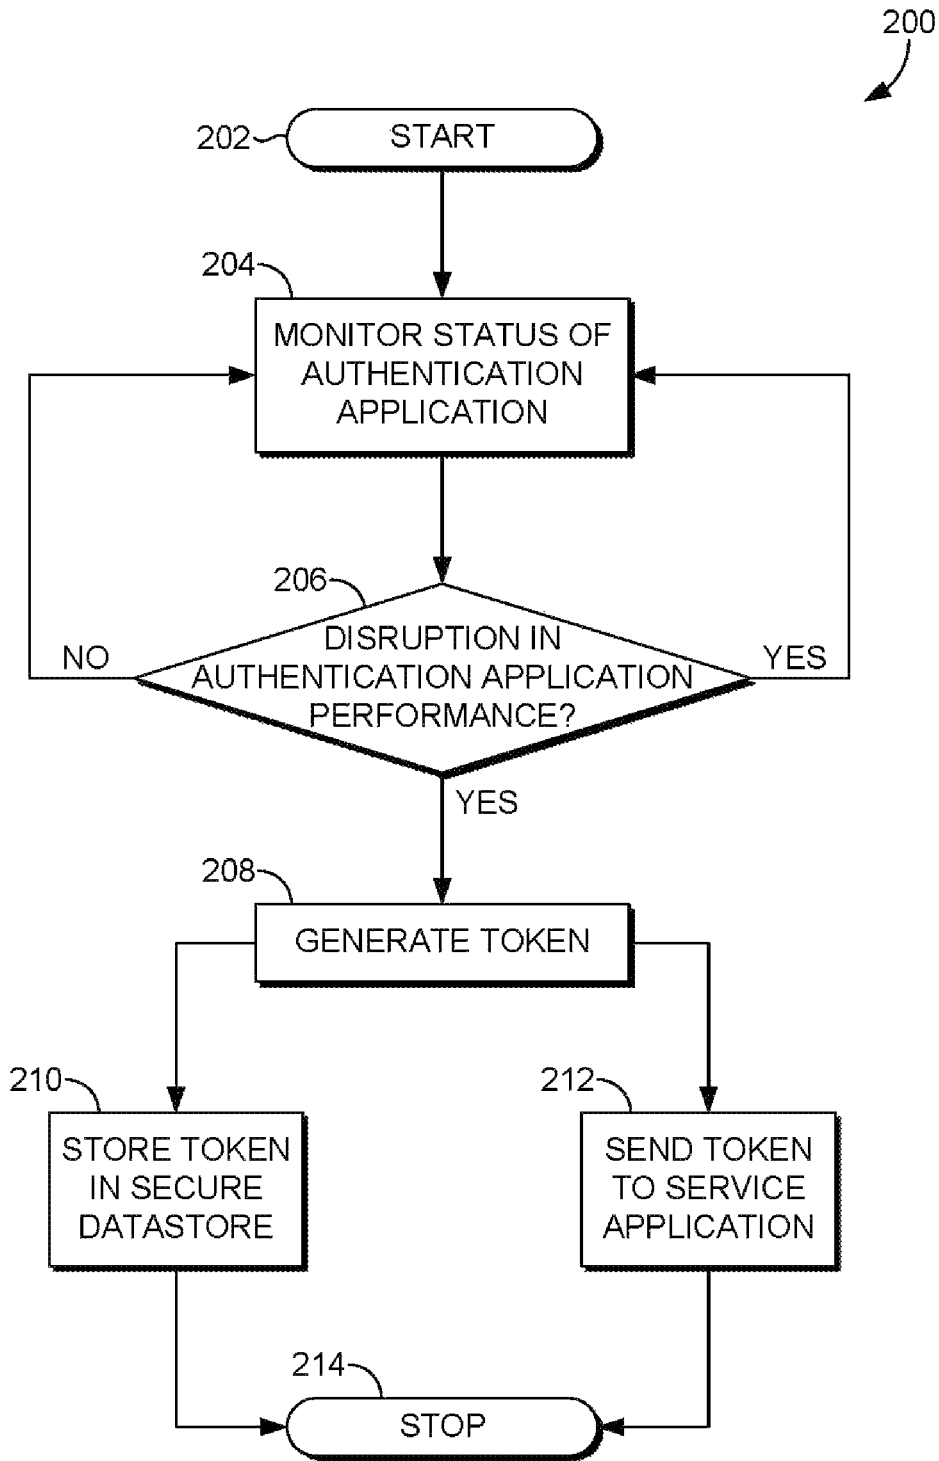 200
202
START
204
MONITOR STATUS OF
AUTHENTICATION
APPLICATION
206
DISRUPTION IN
AUTHENTICATION APPLICATION
PERFORMANCE?
NO
YES
YES
208
GENERATE TOKEN
210
STORE TOKEN
IN SECURE
DATASTORE
212
SEND TOKEN
TO SERVICE
APPLICATION
214
STOP